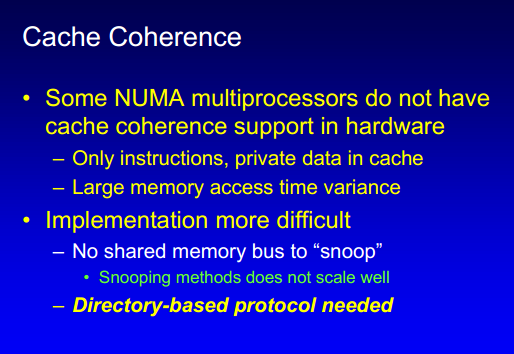 Cache Coherence
• Some NUMA multiprocessors do not have
cache coherence support in hardware
– Only instructions, private data in cache
– Large memory access time variance
• Implementation more difficult
– No shared memory bus to “snoop”
• Snooping methods does not scale well
– Directory-based protocol needed